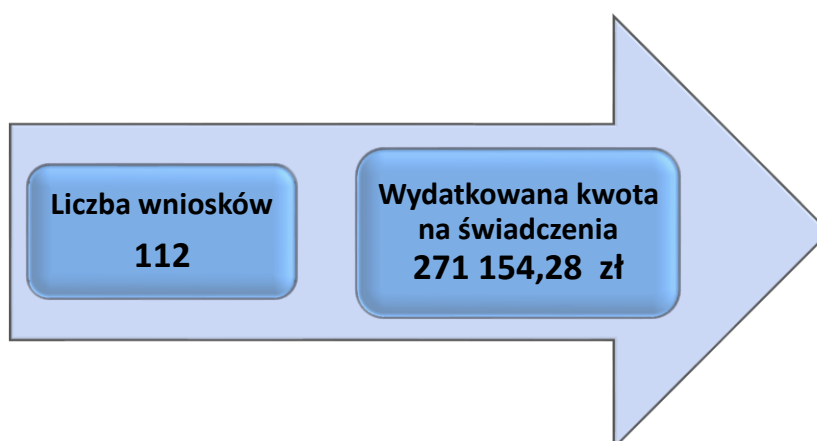 Liczba wniosków
112
Wydatkowana kwota
na świadczenia
271 154,28 zł